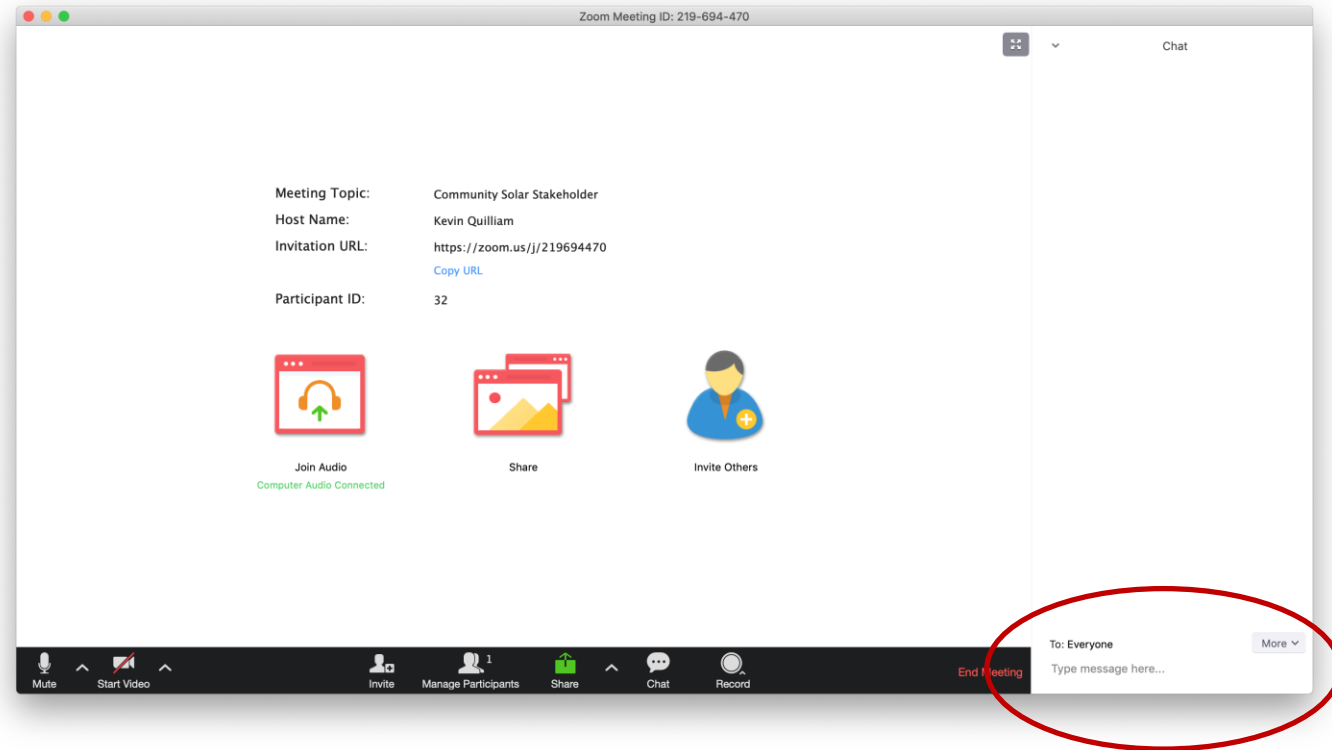 Zoom Meeting ID: 219-694-470
Chat
Meeting Topic: Community Solar Stakeholder
Host Name: Kevin Quilliam
Invitation URL: https://zoom.us/j/219694470
Copy URL
Participant ID: 32
Join Audio Share Invite Others
Computer Audio Connected
To: Everyone More
Type message here...
1
Mute Start Video Invite Manage Participants Share Chat Record End Meeting